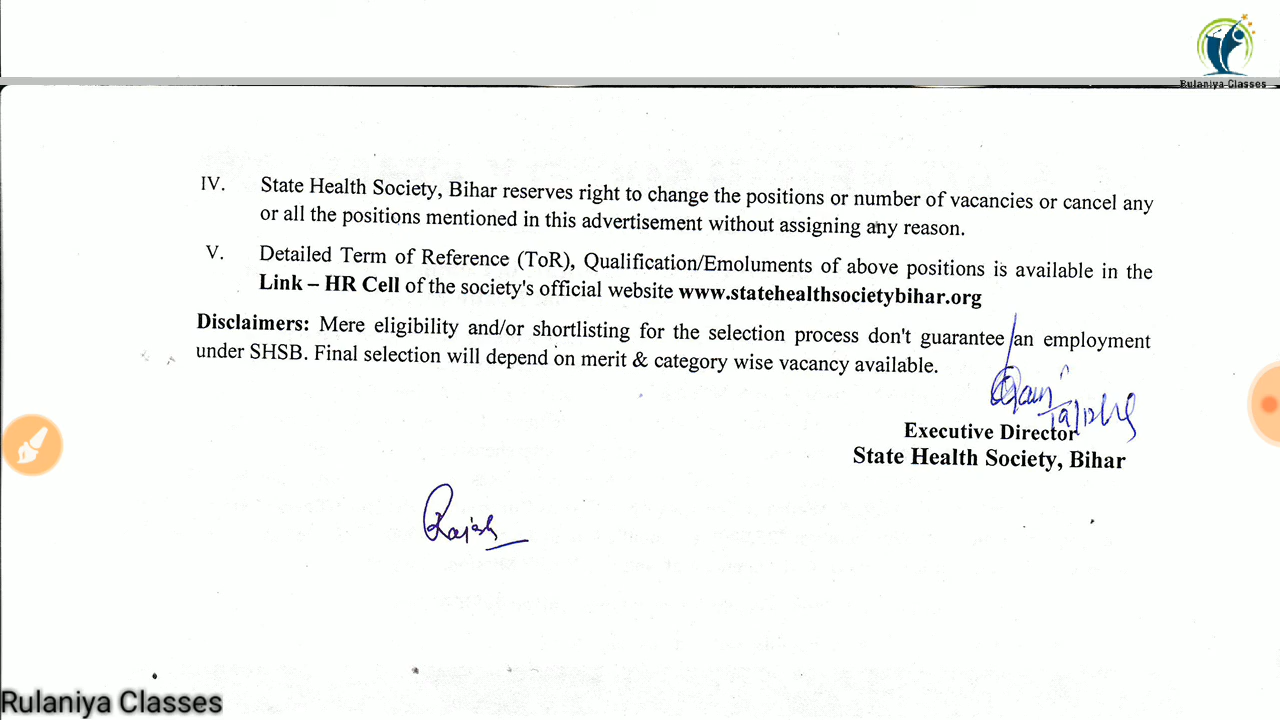 Rulaniya Classes
IV. State Health Society, Bihar reserves right to change the positions or number of vacancies or cancel any
or all the positions mentioned in this advertisement without assigning any reason.
V. Detailed Term of Reference (ToR), Qualification/Emoluments of above positions is available in the
Link – HR Cell of the society's official website www.statehealthsocietybihar.org
Disclaimers: Mere eligibility and/or shortlisting for the selection process don't guarantee an employment
under SHSB. Final selection will depend on merit & category wise vacancy available.
Executive Director
State Health Society, Bihar
Rajesh
Rulaniya Classes